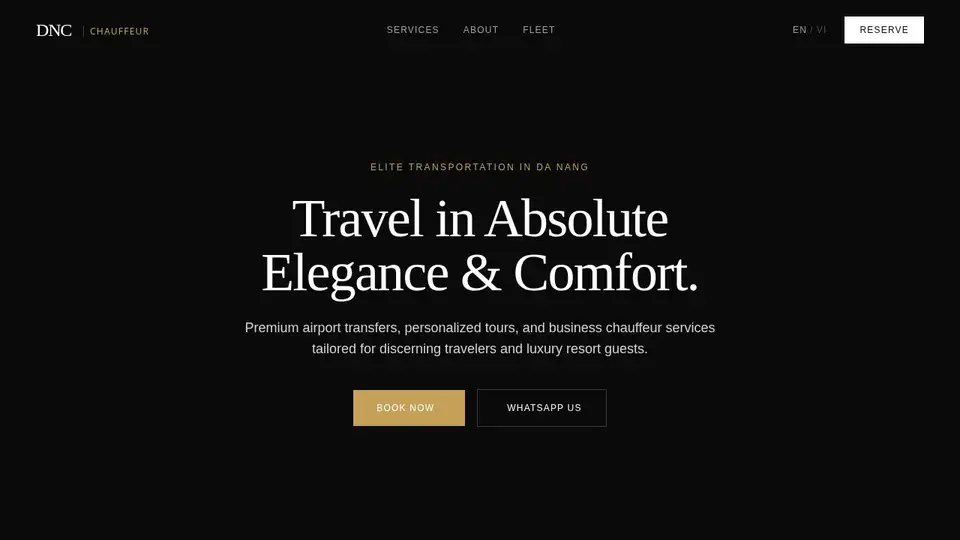 DNC | CHAUFFEUR
SERVICES ABOUT FLEET
EN / VI
RESERVE
ELITE TRANSPORTATION IN DA NANG
Travel in Absolute
Elegance & Comfort.
Premium airport transfers, personalized tours, and business chauffeur services
tailored for discerning travelers and luxury resort guests.
BOOK NOW
WHATSAPP US